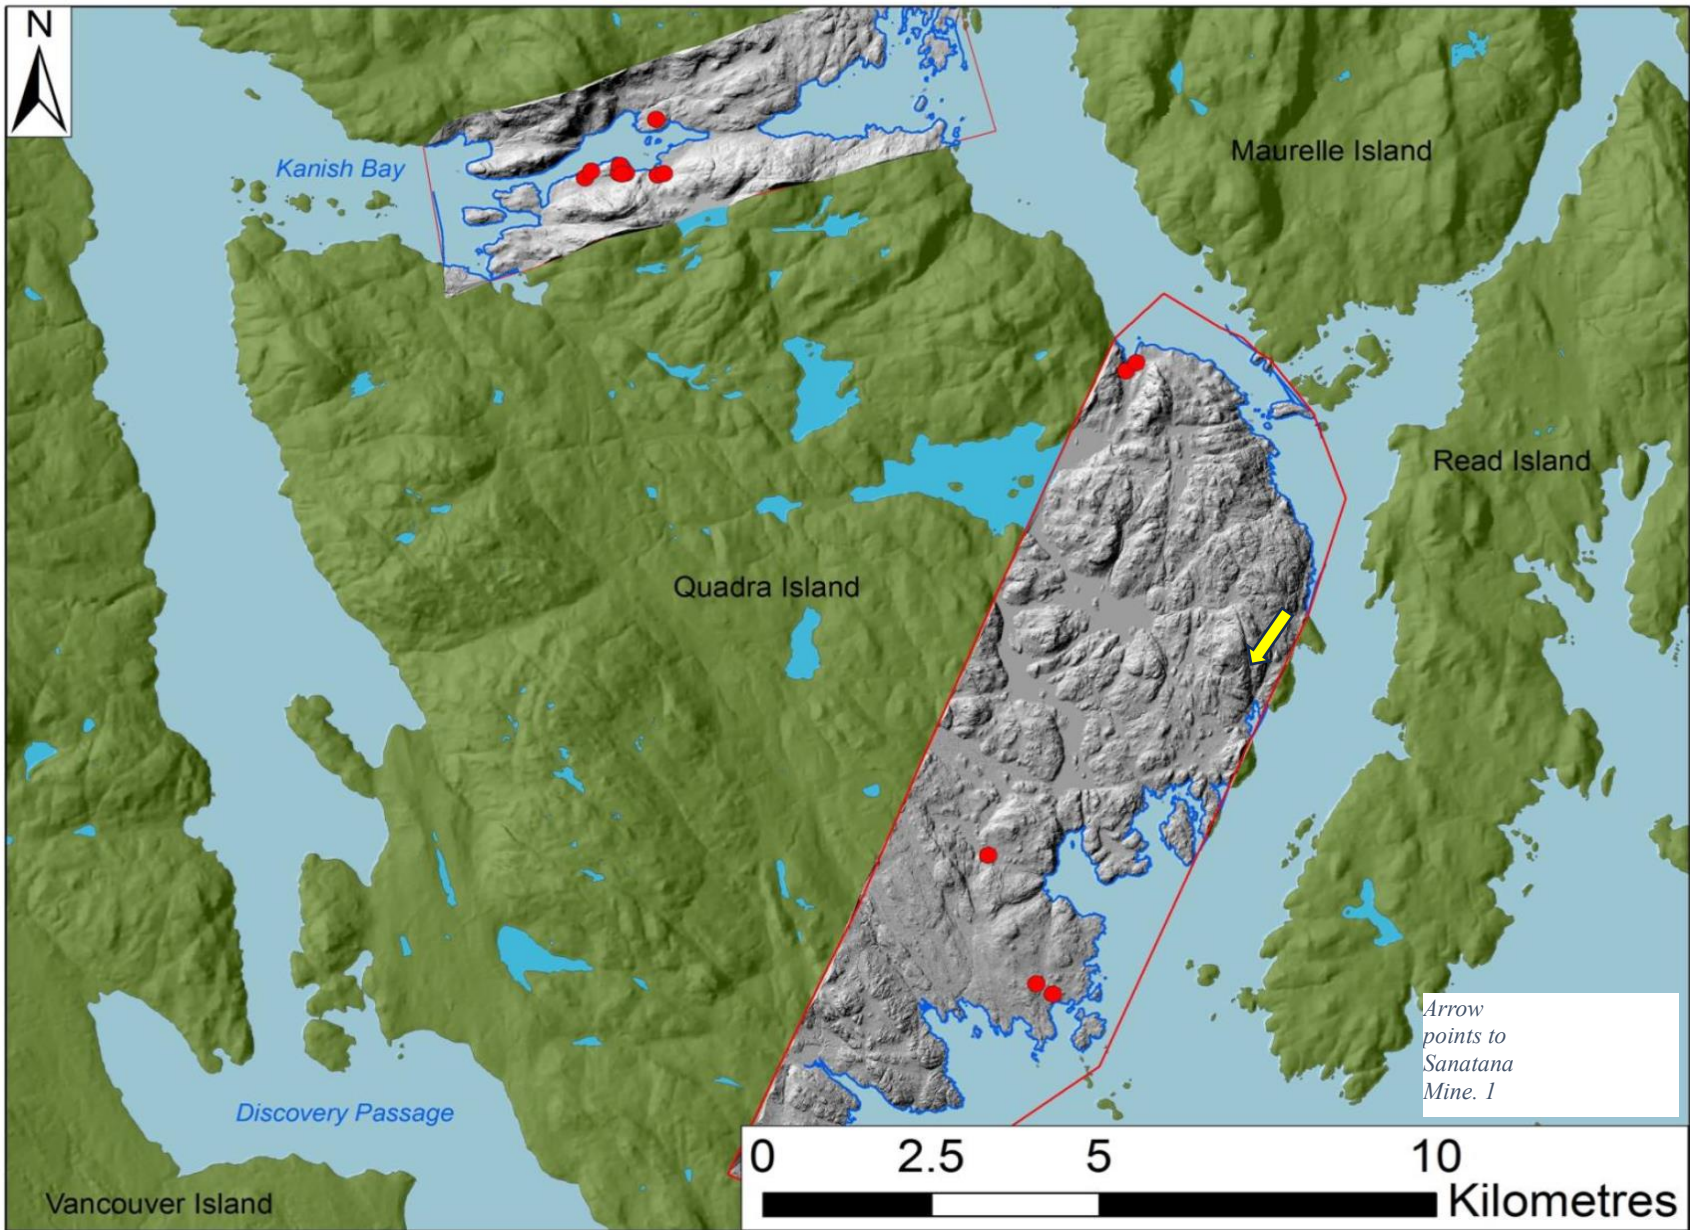 N
Kanish Bay
Maurelle Island
Read Island
Quadra Island
Arrow
points to
Sanatana
Mine. 1
Discovery Passage
Vancouver Island
0 2.5 5 10
Kilometres